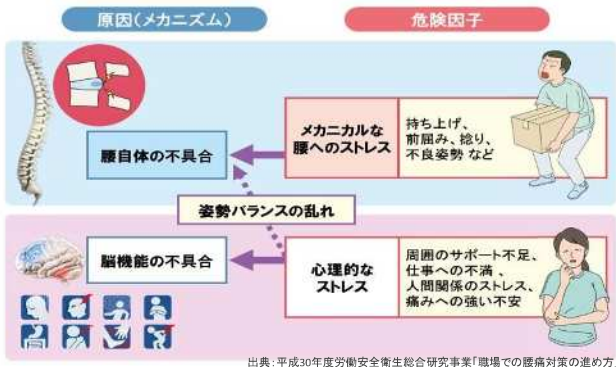 原因(メカニズム)
危険因子
腰自体の不具合
メカニカルな
腰へのストレス
持ち上げ、
前屈み、捻り、
不良姿勢 など
姿勢バランスの乱れ
脳機能の不具合
心理的な
ストレス
周囲のサポート不足、
仕事への不満、
人間関係のストレス、
痛みへの強い不安
出典:平成30年度労働安全衛生総合研究事業「職場での腰痛対策の進め方